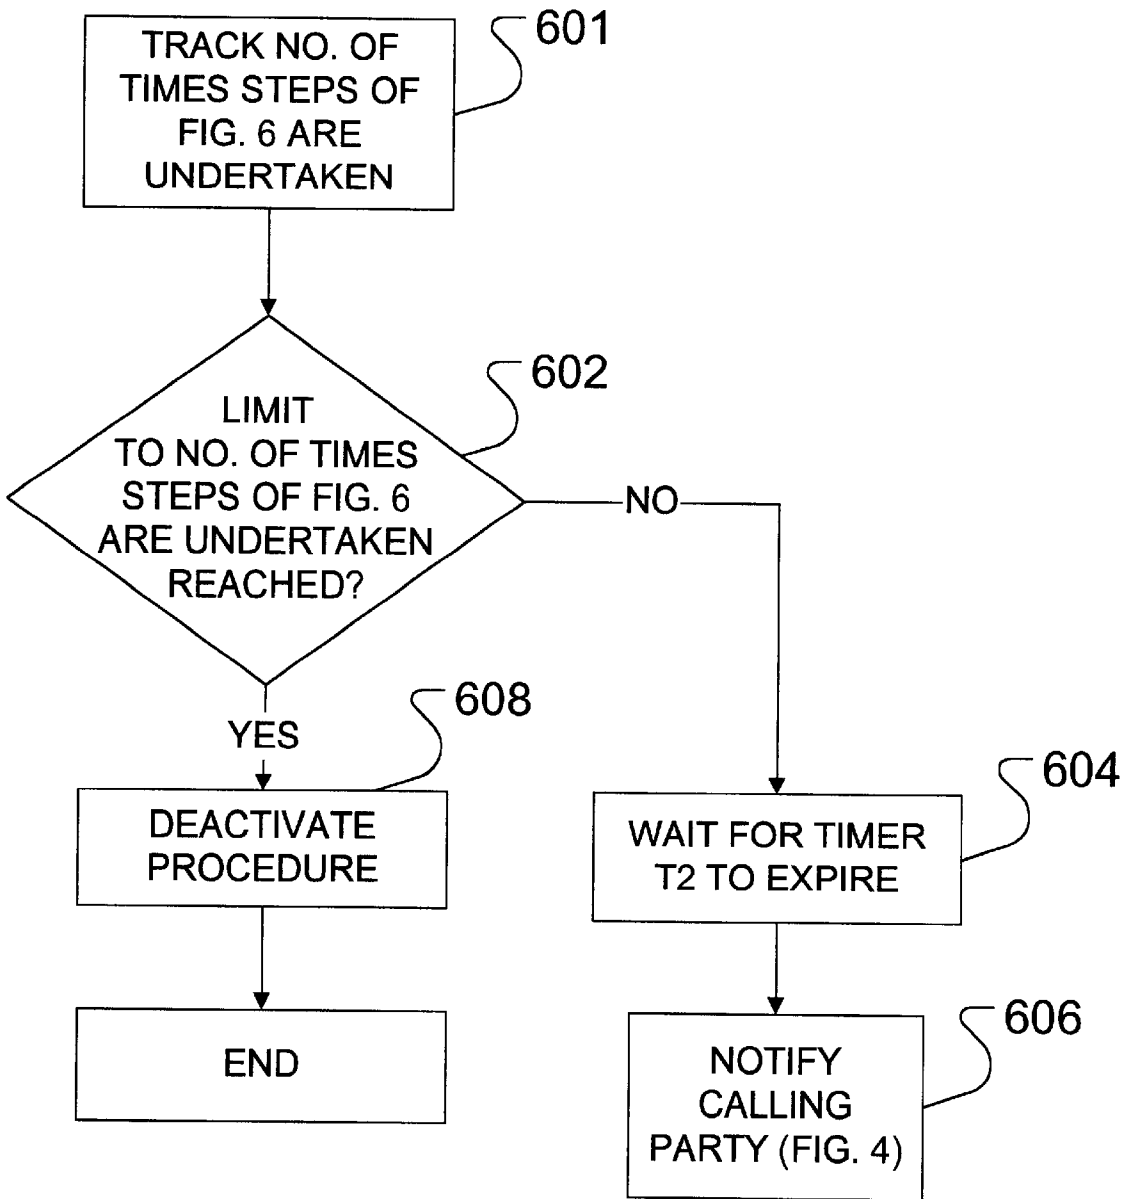 601
TRACK NO. OF
TIMES STEPS OF
FIG. 6 ARE
UNDERTAKEN
602
LIMIT
TO NO. OF TIMES
STEPS OF FIG. 6
ARE UNDERTAKEN
REACHED?
NO
YES
608
DEACTIVATE
PROCEDURE
END
604
WAIT FOR TIMER
T2 TO EXPIRE
606
NOTIFY
CALLING
PARTY (FIG. 4)